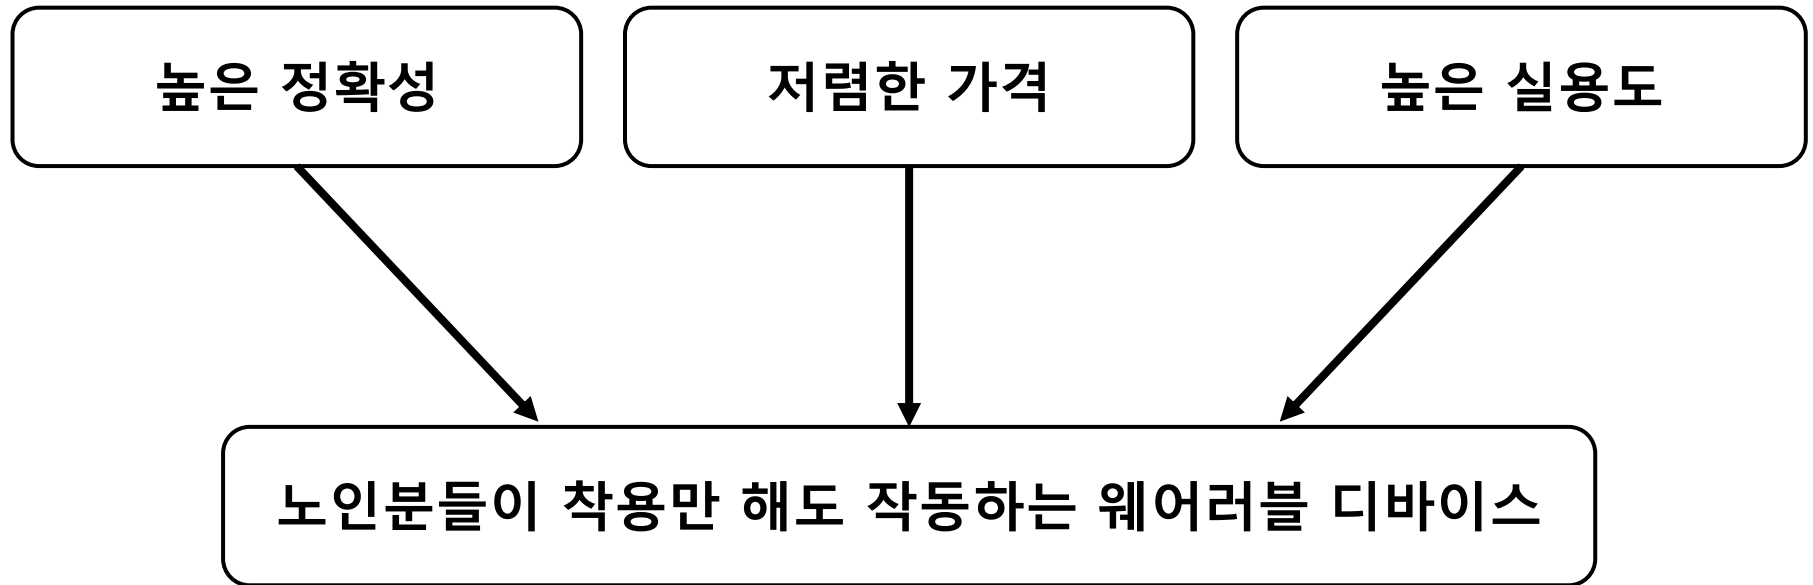 높은 정확성
저렴한 가격
높은 실용도
노인분들이 착용만 해도 작동하는 웨어러블 디바이스